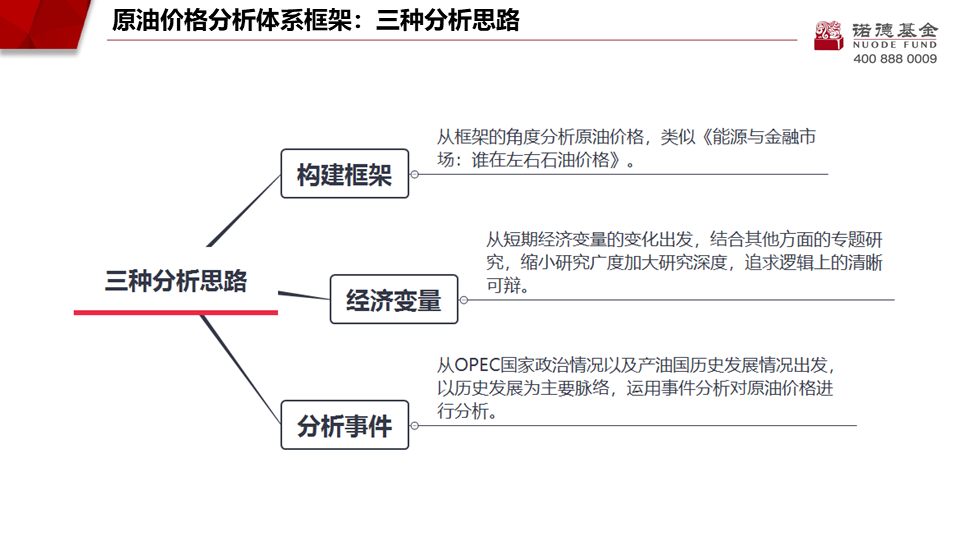 原油价格分析体系框架：三种分析思路
诺德基金
NUODE FUND
400 888 0009
从框架的角度分析原油价格，类似《能源与金融市
场：谁在左右石油价格》。
构建框架
从短期经济变量的变化出发，结合其他方面的专题研
究，缩小研究广度加大研究深度，追求逻辑上的清晰
可辩。
三种分析思路
经济变量
从OPEC国家政治情况以及产油国历史发展情况出发，
以历史发展为主要脉络，运用事件分析对原油价格进
行分析。
分析事件